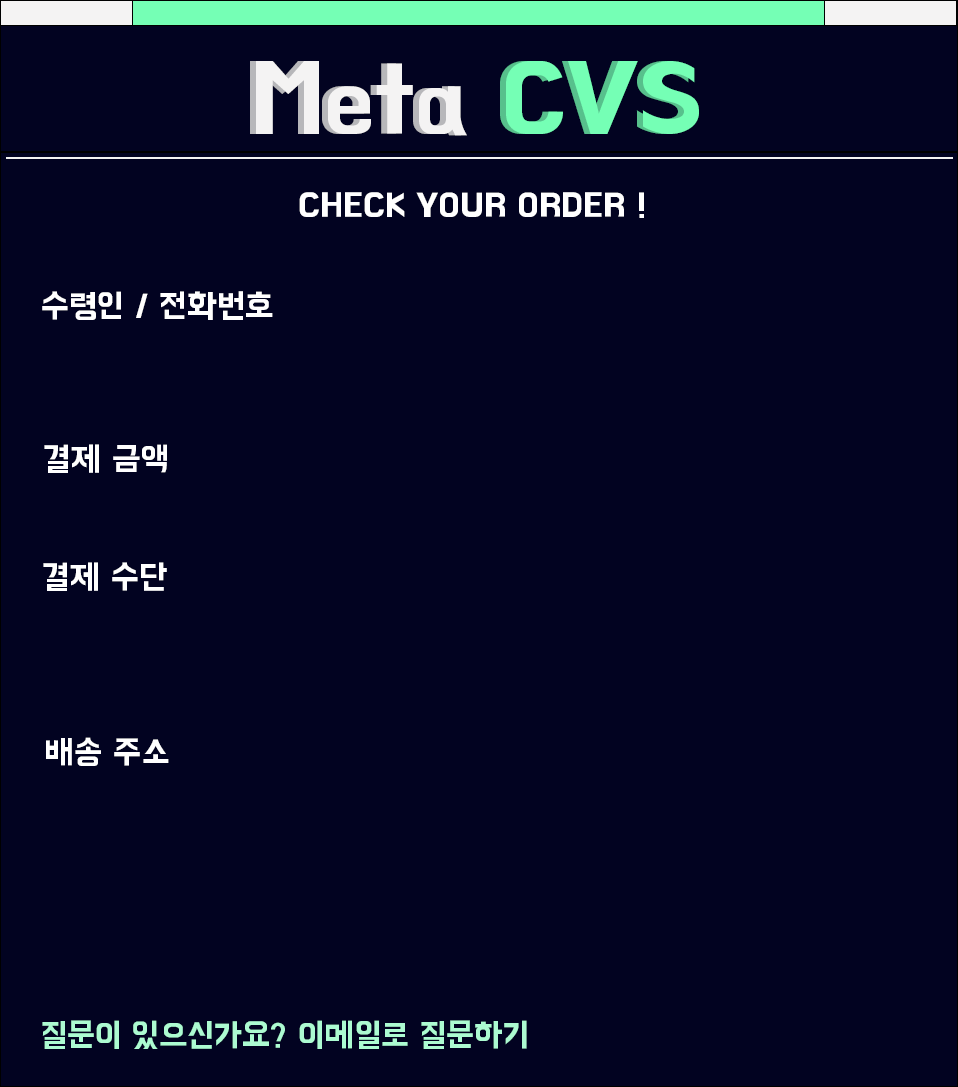 Meta CVS
CHECK YOUR ORDER !
수령인 / 전화번호
결제 금액
결제 수단
배송 주소
질문이 있으신가요? 이메일로 질문하기